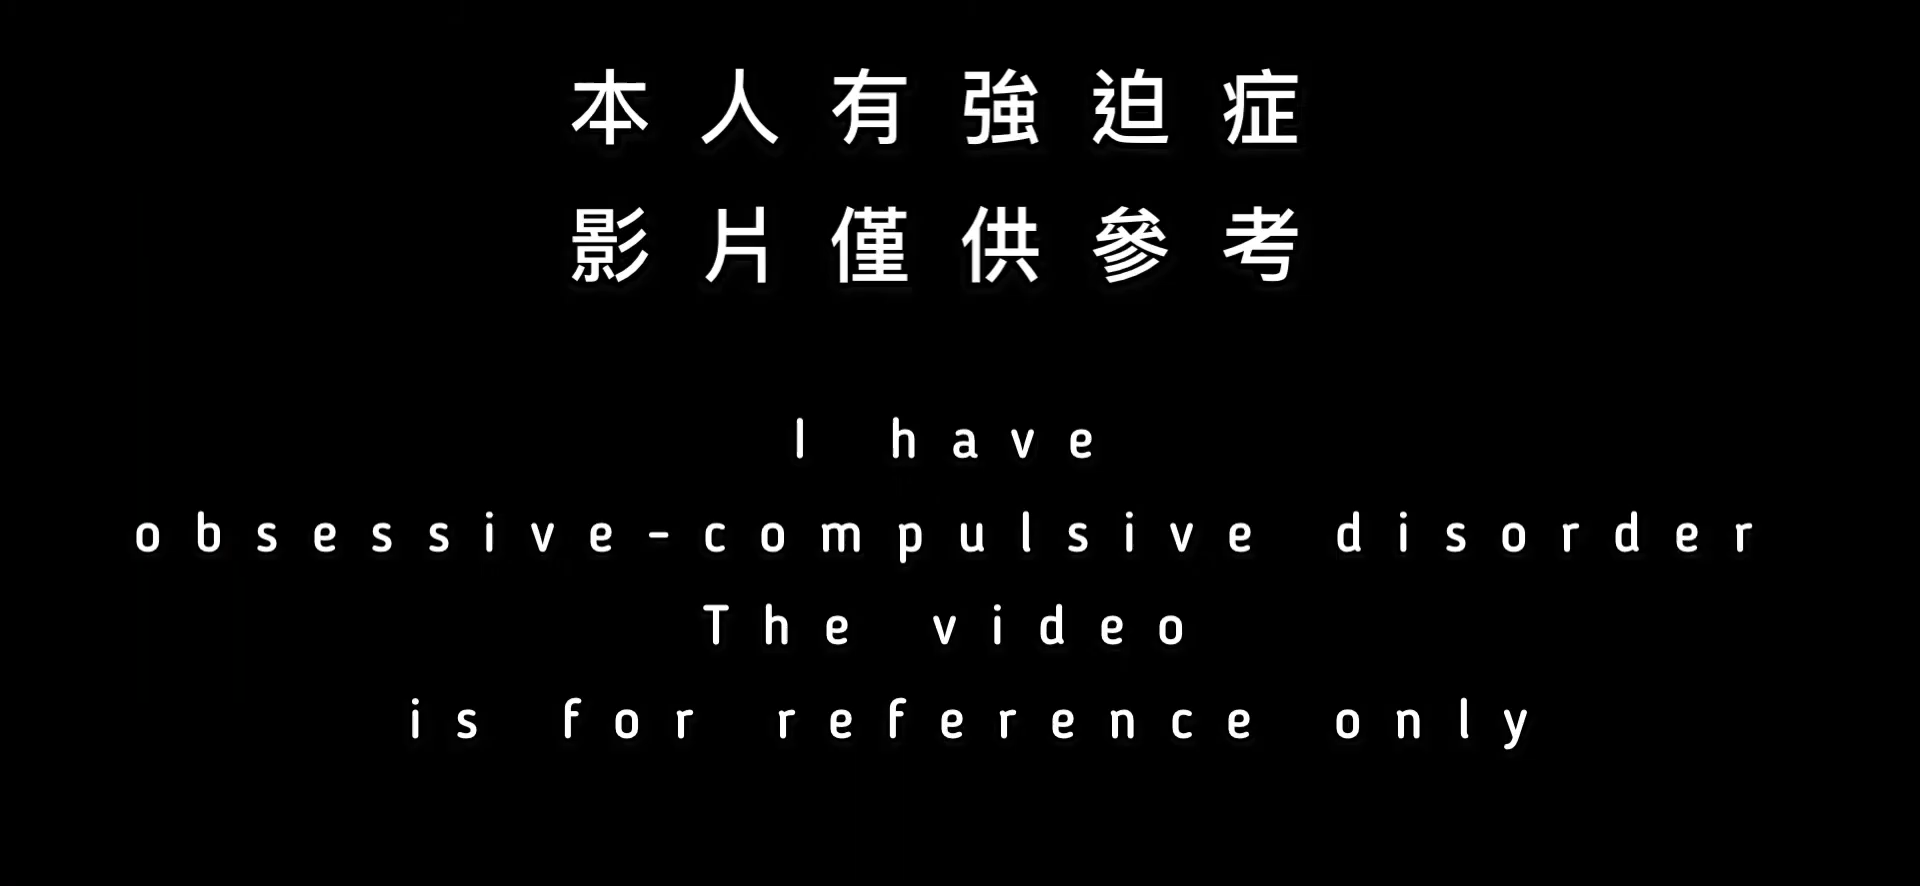 本人有強迫症
影片僅供參考
I have
obsessive-compulsive disorder
The video
is for reference only